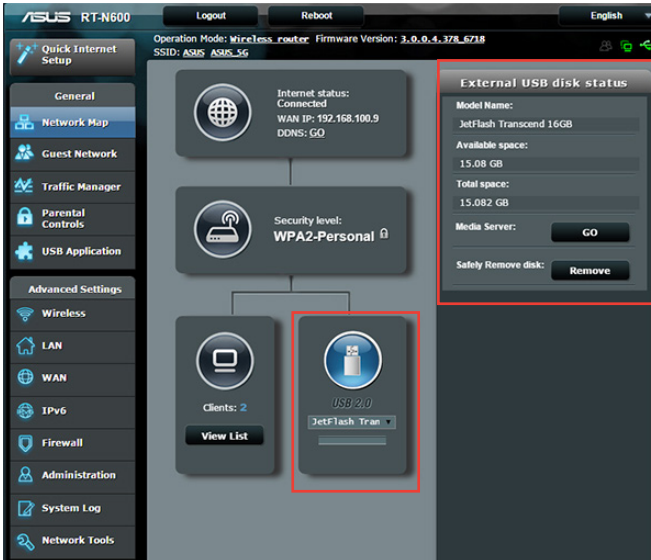 ASUS RT-N600
Logout
Reboot
English
Operation Mode: Wireless router Firmware Version: 3.0.0.4.378_6718
SSID: ASUS ASUS_5G
Quick Internet
Setup
General
Network Map
Guest Network
Traffic Manager
Parental
Controls
USB Application
Advanced Settings
Wireless
LAN
WAN
IPv6
Firewall
Administration
System Log
Network Tools
Internet status:
Connected
WAN IP: 192.168.100.9
DDNS: GO
Security level:
WPA2-Personal
Clients: 2
View List
USB 2.0
JetFlash Tran
External USB disk status
Model Name:
JetFlash Transcend 16GB
Available space:
15.08 GB
Total space:
15.082 GB
Media Server:
GO
Safely Remove disk:
Remove